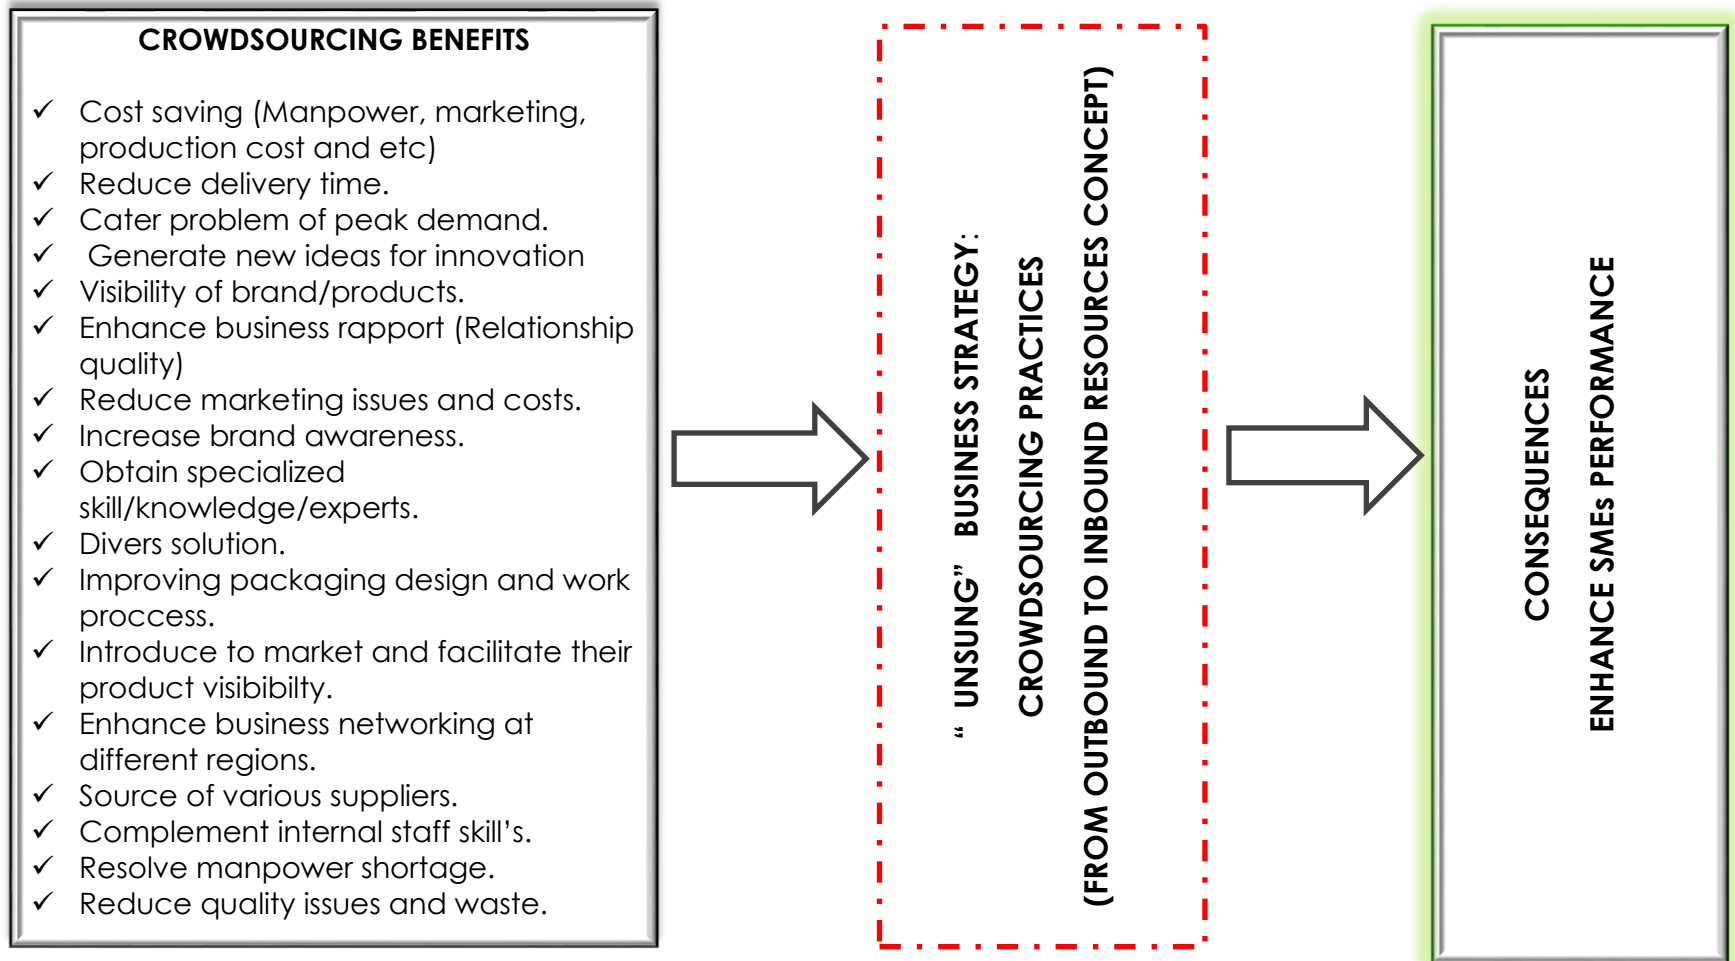 CROWDSOURCING BENEFITS
✓ Cost saving (Manpower, marketing,
production cost and etc)
✓ Reduce delivery time.
✓ Cater problem of peak demand.
✓ Generate new ideas for innovation
✓ Visibility of brand/products.
✓ Enhance business rapport (Relationship
quality)
✓ Reduce marketing issues and costs.
✓ Increase brand awareness.
✓ Obtain specialized
skill/knowledge/experts.
✓ Divers solution.
✓ Improving packaging design and work
proccess.
✓ Introduce to market and facilitate their
product visibibilty.
✓ Enhance business networking at
different regions.
✓ Source of various suppliers.
✓ Complement internal staff skill’s.
✓ Resolve manpower shortage.
✓ Reduce quality issues and waste.
“ UNSUNG” BUSINESS STRATEGY:
CROWDSOURCING PRACTICES
(FROM OUTBOUND TO INBOUND RESOURCES CONCEPT)
CONSEQUENCES
ENHANCE SMEs PERFORMANCE